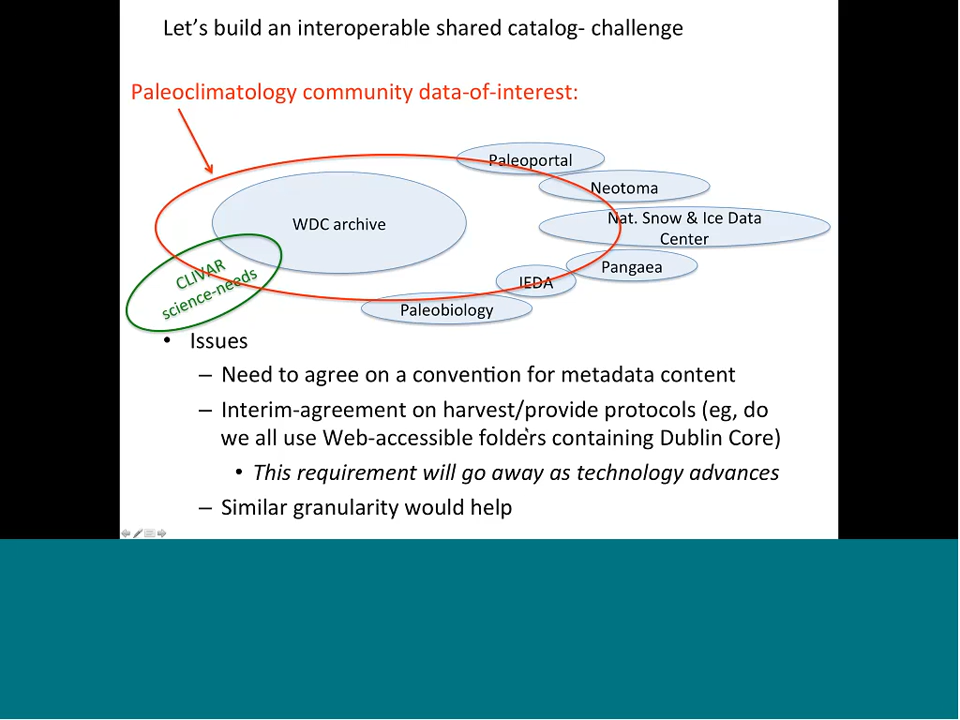 Let's build an interoperable shared catalog- challenge
Paleoclimatology community data-of-interest:
Paleoportal
Neotoma
WDC archive
Nat. Snow & Ice Data
Center
CLIVAR
science-needs
Pangaea
IEDA
Paleobiology
• Issues
– Need to agree on a convention for metadata content
– Interim-agreement on harvest/provide protocols (eg, do
we all use Web-accessible folders containing Dublin Core)
• This requirement will go away as technology advances
– Similar granularity would help